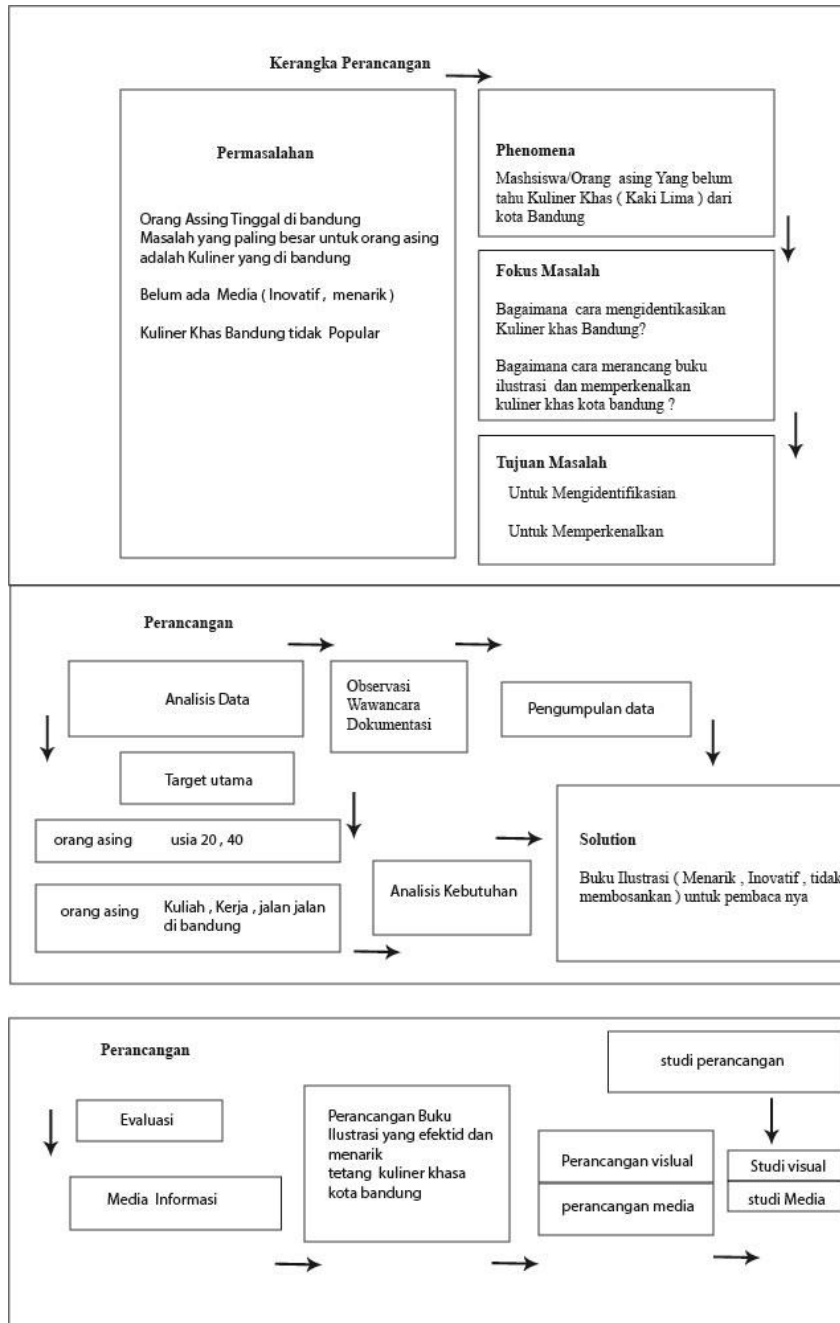 Kerangka Perancangan
Permasalahan
Orang Assing Tinggal di bandung
Masalah yang paling besar untuk orang asing
adalah Kuliner yang di bandung
Belum ada Media ( Inovatif , menarik )
Kuliner Khas Bandung tidak Popular
Phenomena
Mashsiswa/Orang asing Yang belum
tahu Kuliner Khas ( Kaki Lima ) dari
kota Bandung
Fokus Masalah
Bagaimana cara mengidentikasikan
Kuliner khas Bandung?
Bagaimana cara merancang buku
ilustrasi dan memperkenalkan
kuliner khas kota bandung ?
Tujuan Masalah
Untuk Mengidentifikasian
Untuk Memperkenalkan
Perancangan
Analisis Data
Observasi
Wawancara
Dokumentasi
Pengumpulan data
Target utama
orang asing usia 20 , 40
orang asing Kuliah , Kerja , jalan jalan
di bandung
Analisis Kebutuhan
Solution
Buku Ilustrasi ( Menarik , Inovatif , tidak
membosankan ) untuk pembaca nya
Perancangan
Evaluasi
Media Informasi
Perancangan Buku
Ilustrasi yang efektid dan
menarik
tetang kuliner khasa
kota bandung
studi perancangan
Perancangan vislual
perancangan media
Studi visual
studi Media